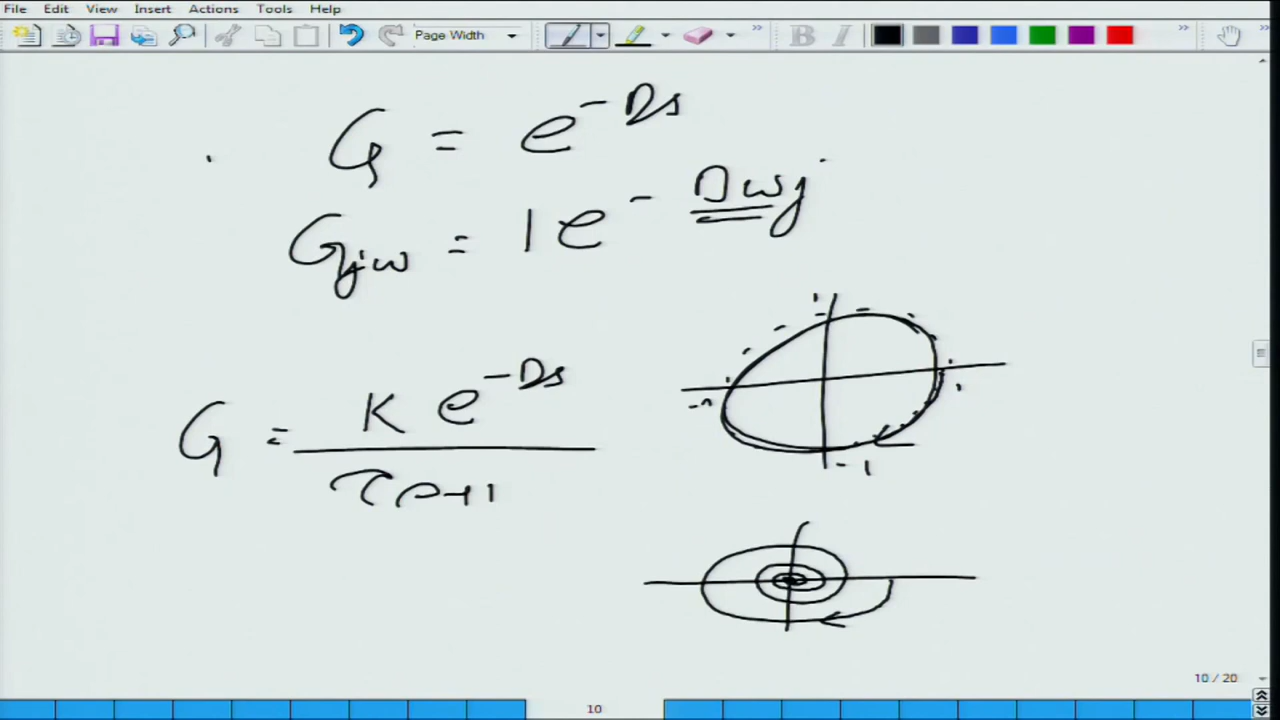 File Edit View Insert Actions Tools Help
Page Width
B I
G = e^{-Ds}
G_{jω} = 1 e^{-Dωj}
G = \frac{K e^{-Ds}}{τs+1}
1
-1
10 / 20
10